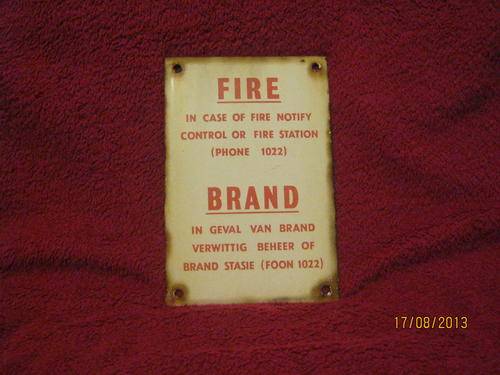 FIRE
IN CASE OF FIRE NOTIFY
CONTROL OR FIRE STATION
(PHONE 1022)
BRAND
IN GEVAL VAN BRAND
VERWITTIG BEHEER OF
BRAND STASIE (FOON 1022)
17/08/2013